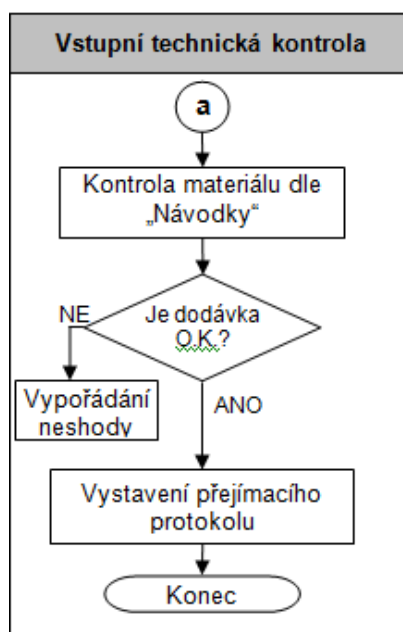 Vstupní technická kontrola
a
Kontrola materiálu dle
„Návodky“
Je dodávka
O.K.?
NE
Vypořádání
neshody
ANO
Vystavení přejímacího
protokolu
Konec